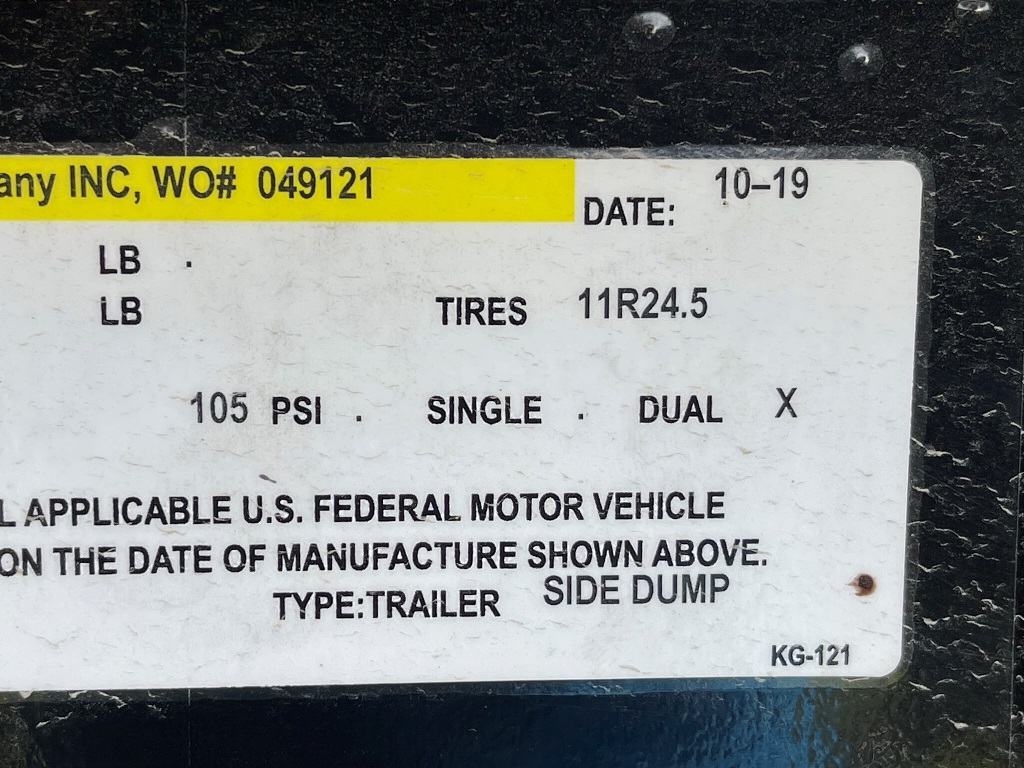 any INC, WO# 049121
DATE: 10-19
LB .
LB TIRES 11R24.5
105 PSI . SINGLE . DUAL X
L APPLICABLE U.S. FEDERAL MOTOR VEHICLE
ON THE DATE OF MANUFACTURE SHOWN ABOVE.
TYPE:TRAILER SIDE DUMP
KG-121